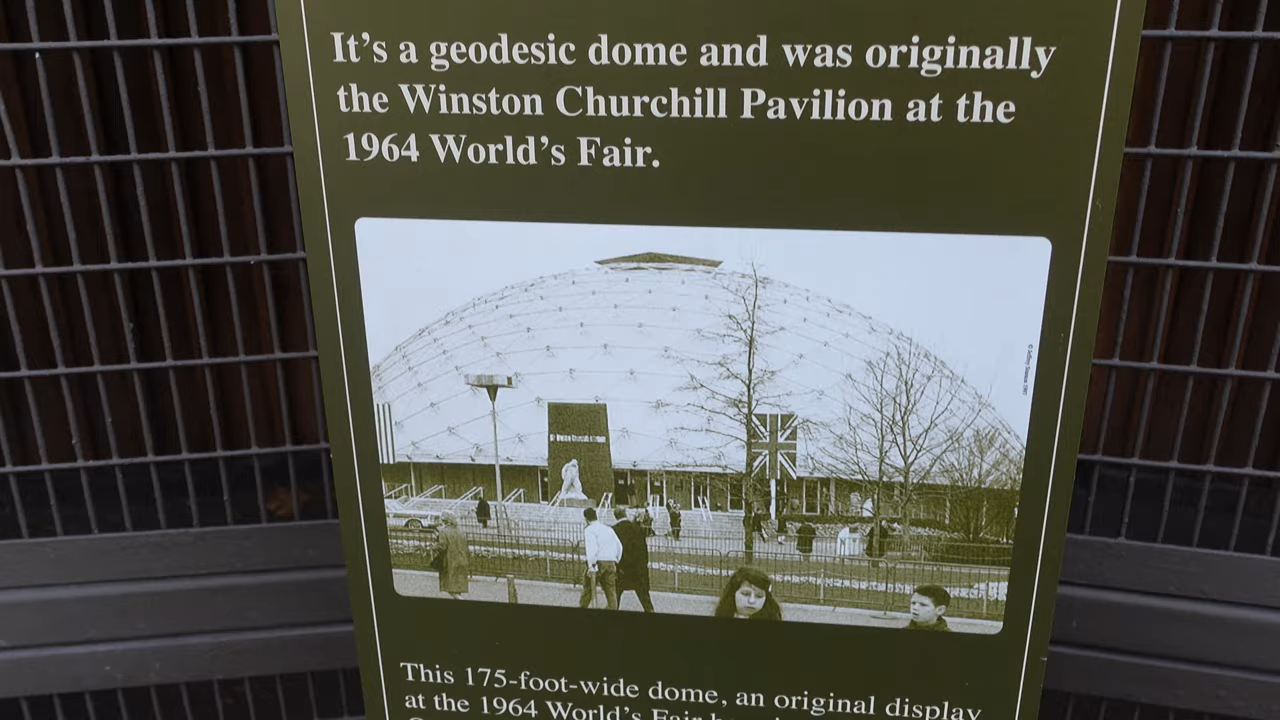 It's a geodesic dome and was originally
the Winston Churchill Pavilion at the
1964 World's Fair.
This 175-foot-wide dome, an original display
at the 1964 World's Fair